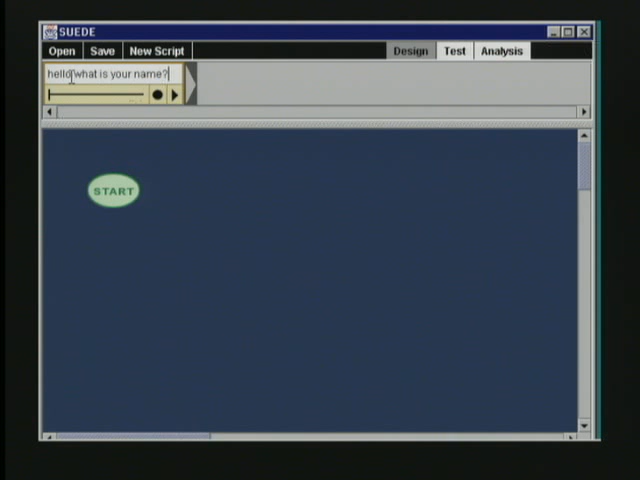 SUEDE
Open Save New Script Design Test Analysis
hello what is your name?
START